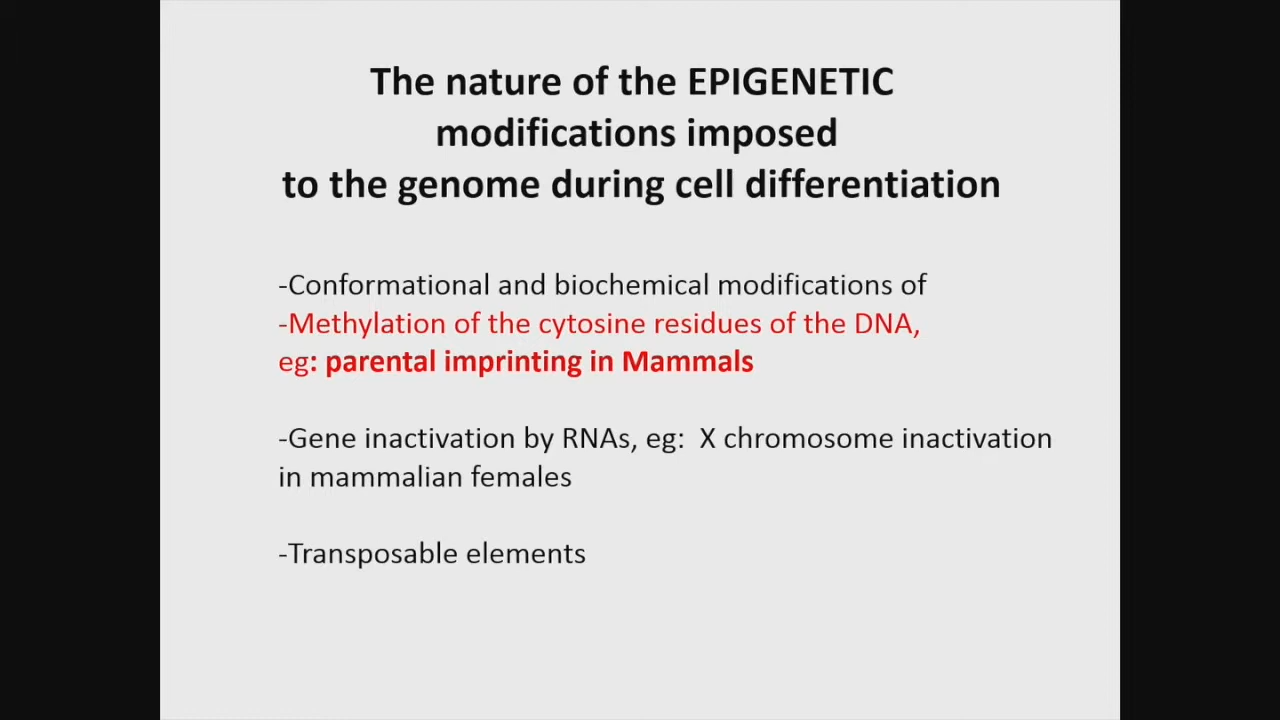 The nature of the EPIGENETIC
modifications imposed
to the genome during cell differentiation
-Conformational and biochemical modifications of
-Methylation of the cytosine residues of the DNA,
eg: parental imprinting in Mammals
-Gene inactivation by RNAs, eg:  X chromosome inactivation
in mammalian females
-Transposable elements